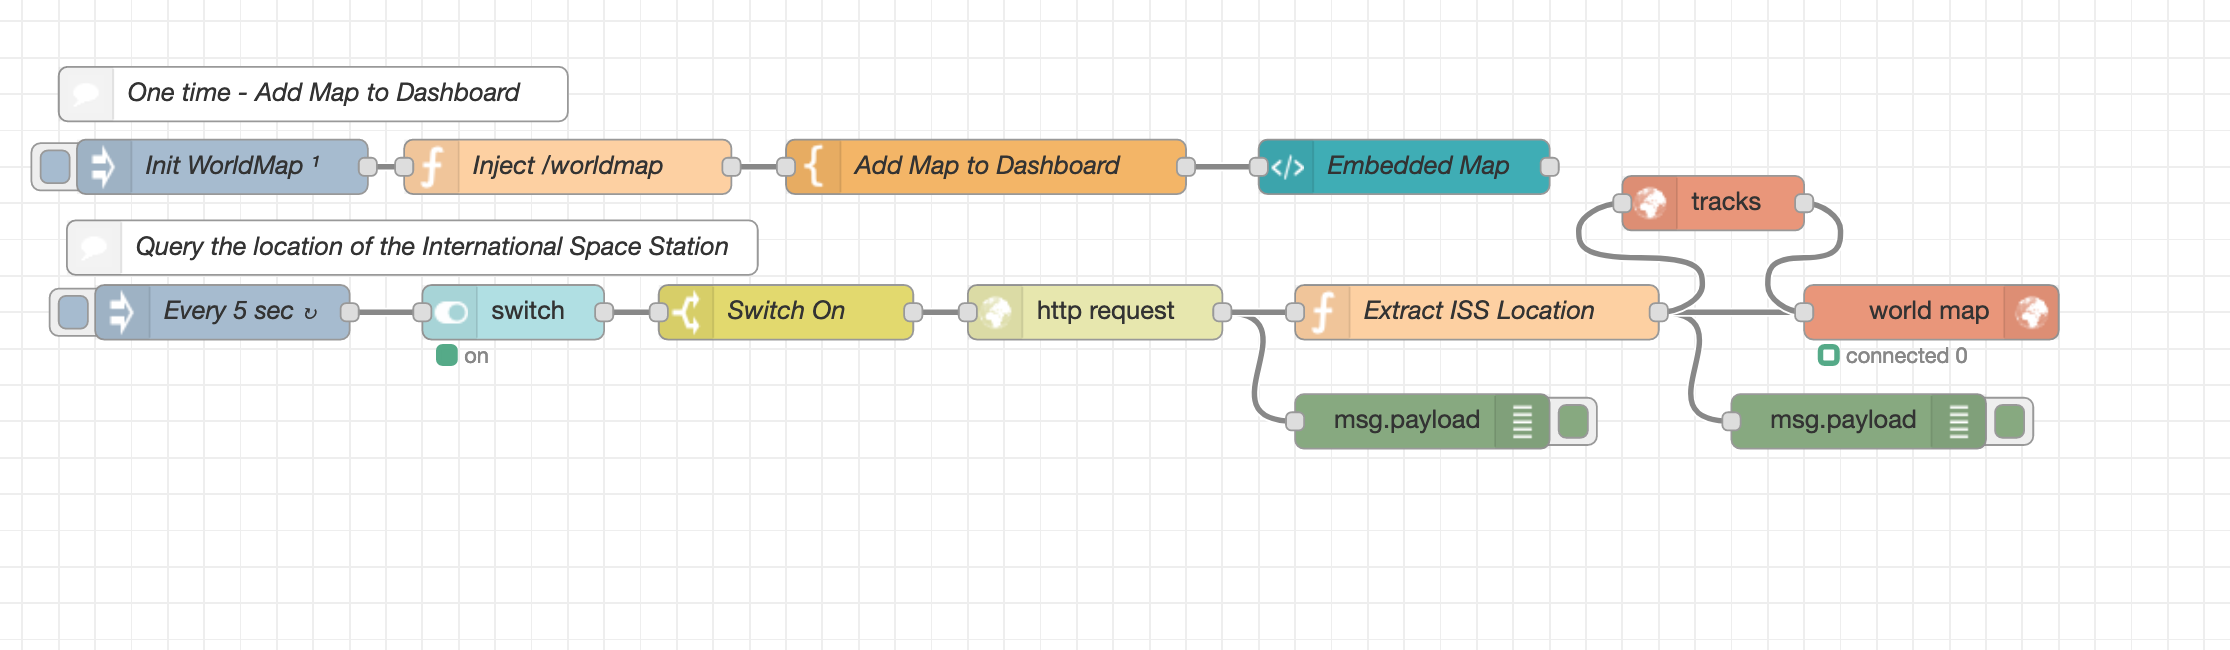 One time - Add Map to Dashboard
Init WorldMap ¹
Inject /worldmap
Add Map to Dashboard
Embedded Map
tracks
Query the location of the International Space Station
Every 5 sec ↻
switch
Switch On
http request
Extract ISS Location
world map
on
connected 0
msg.payload
msg.payload